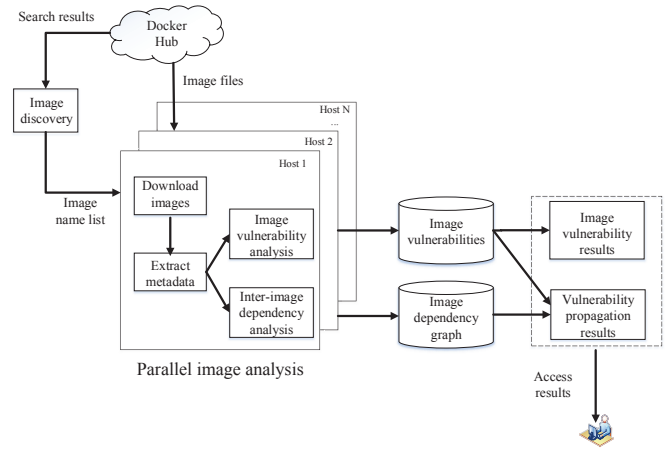 Search results
Docker
Hub
Image files
Image
discovery
Host N
...
Host 2
Host 1
Image
name list
Download
images
Extract
metadata
Image
vulnerability
analysis
Inter-image
dependency
analysis
Parallel image analysis
Image
vulnerabilities
Image
dependency
graph
Image
vulnerability
results
Vulnerability
propagation
results
Access
results